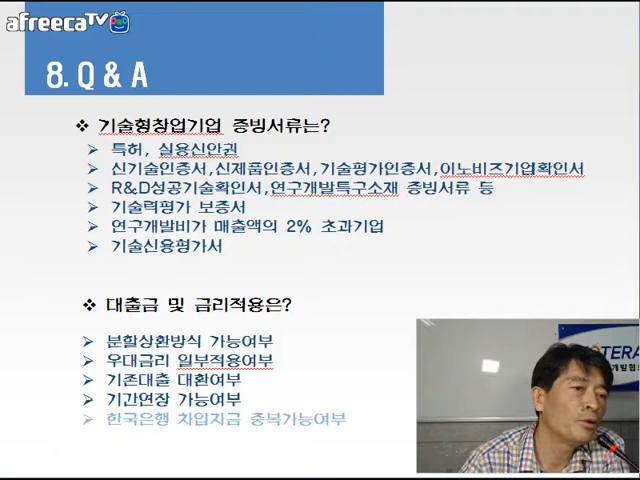 afreecaTV
8. Q & A
❖ 기술형창업기업 증빙서류는?
➢ 특허, 실용신안권
➢ 신기술인증서,신제품인증서,기술평가인증서,이노비즈기업확인서
➢ R&D성공기술확인서,연구개발특구소재 증빙서류 등
➢ 기술력평가 보증서
➢ 연구개발비가 매출액의 2% 초과기업
➢ 기술신용평가서
❖ 대출금 및 금리적용은?
➢ 분할상환방식 가능여부
➢ 우대금리 일부적용여부
➢ 기존대출 대환여부
➢ 기간연장 가능여부
➢ 한국은행 차입자금 중복가능여부